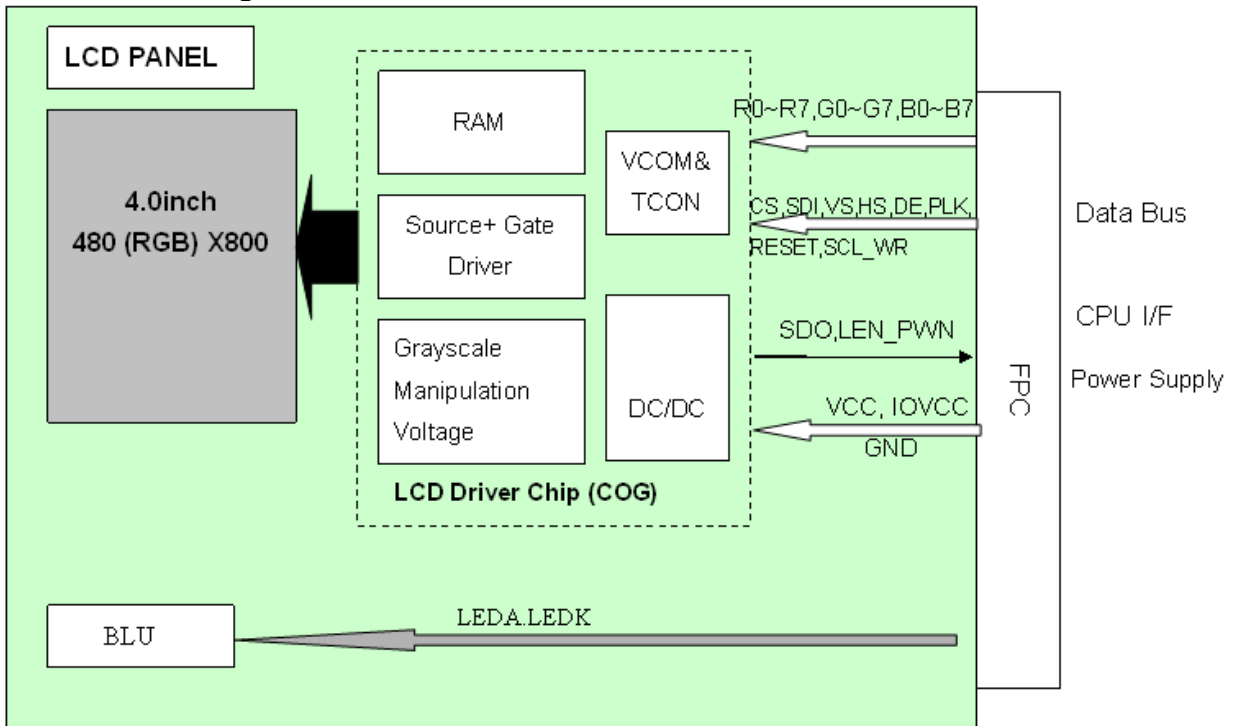 LCD PANEL
4.0inch
480 (RGB) X800
RAM
VCOM&
TCON
Source+ Gate
Driver
Grayscale
Manipulation
Voltage
DC/DC
LCD Driver Chip (COG)
R0~R7,G0~G7,B0~B7
CS,SDI,VS,HS,DE,PLK,
RESET,SCL_WR
SDO,LEN_PWN
VCC, IOVCC
GND
FPC
Data Bus
CPU I/F
Power Supply
BLU
LEDA.LEDK